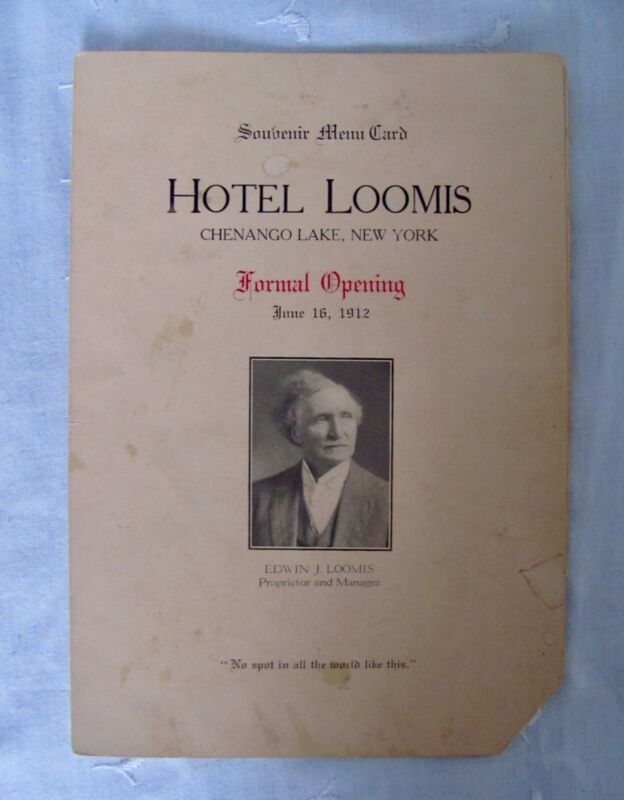 Souvenir Menu Card
HOTEL LOOMIS
CHENANGO LAKE, NEW YORK
Formal Opening
June 16, 1912
EDWIN J. LOOMIS
Proprietor and Manager
"No spot in all the world like this."